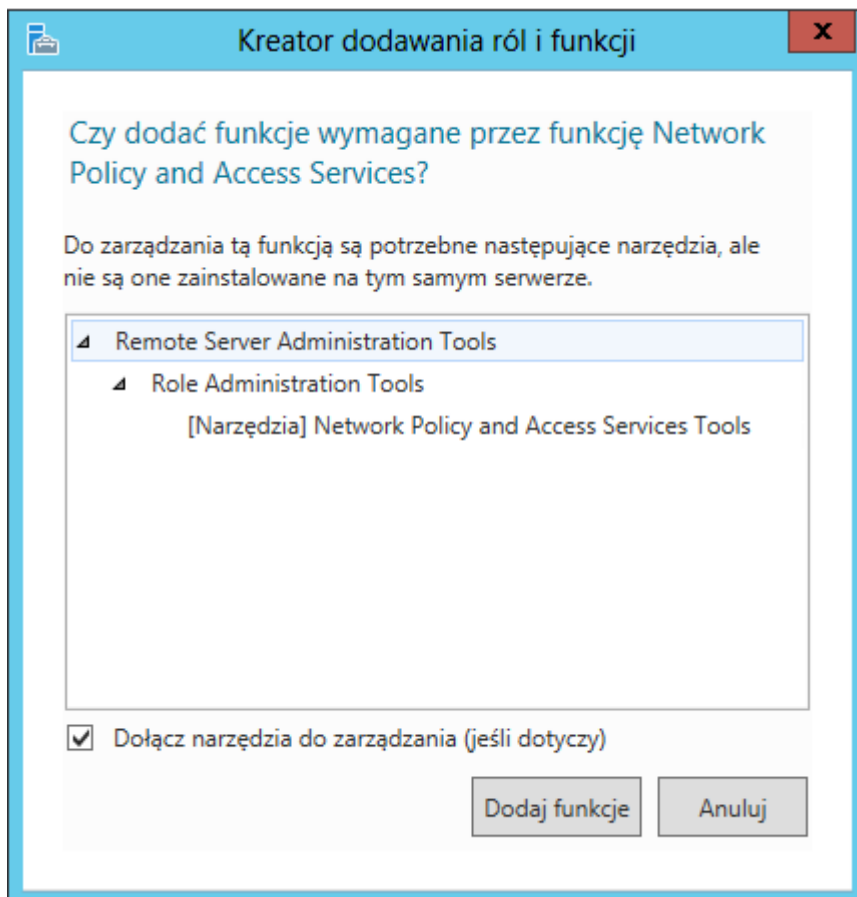 Kreator dodawania ról i funkcji
x
Czy dodać funkcje wymagane przez funkcję Network
Policy and Access Services?
Do zarządzania tą funkcją są potrzebne następujące narzędzia, ale
nie są one zainstalowane na tym samym serwerze.
Remote Server Administration Tools
Role Administration Tools
[Narzędzia] Network Policy and Access Services Tools
Dołącz narzędzia do zarządzania (jeśli dotyczy)
Dodaj funkcje
Anuluj